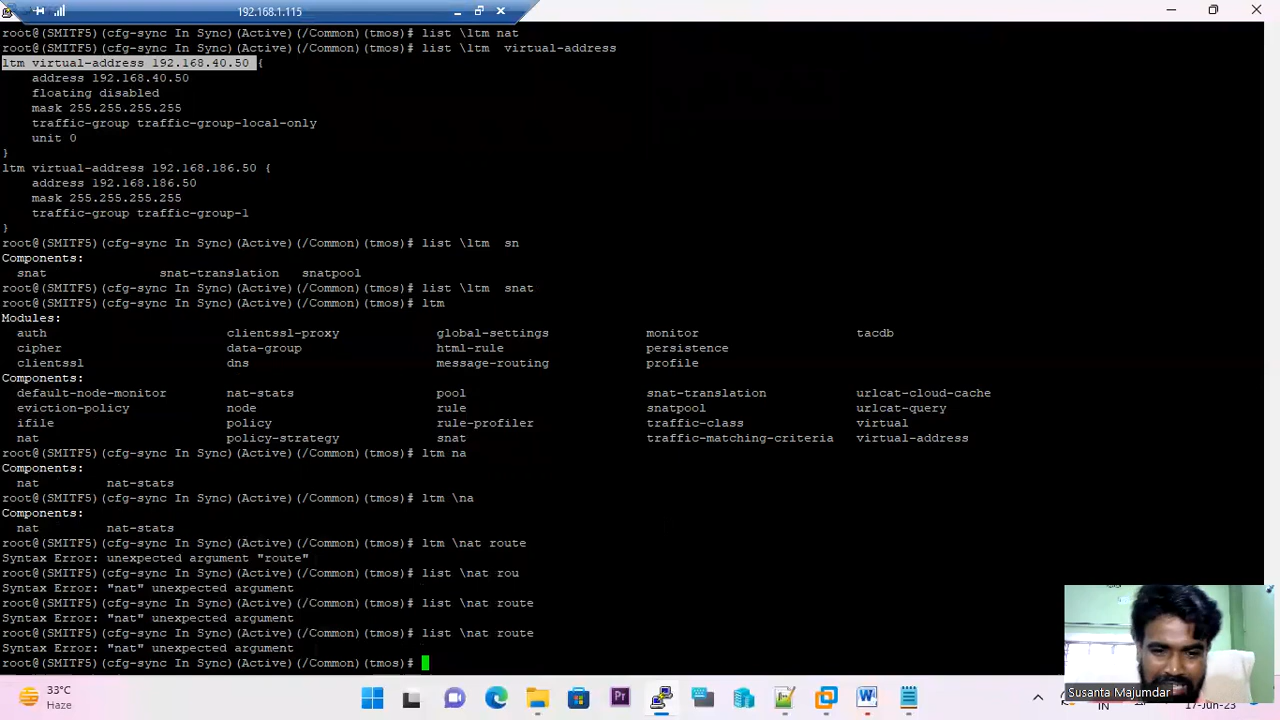 192.168.1.115
root@(SMITF5)(cfg-sync In Sync)(Active)(/Common)(tmos)# list \ltm nat
root@(SMITF5)(cfg-sync In Sync)(Active)(/Common)(tmos)# list \ltm  virtual-address
ltm virtual-address 192.168.40.50 {
    address 192.168.40.50
    floating disabled
    mask 255.255.255.255
    traffic-group traffic-group-local-only
    unit 0
}
ltm virtual-address 192.168.186.50 {
    address 192.168.186.50
    mask 255.255.255.255
    traffic-group traffic-group-1
}
root@(SMITF5)(cfg-sync In Sync)(Active)(/Common)(tmos)# list \ltm  sn
Components:
  snat               snat-translation   snatpool
root@(SMITF5)(cfg-sync In Sync)(Active)(/Common)(tmos)# list \ltm  snat
root@(SMITF5)(cfg-sync In Sync)(Active)(/Common)(tmos)# ltm
Modules:
  auth                        clientssl-proxy             global-settings             monitor                     tacdb
  cipher                      data-group                  html-rule                   persistence
  clientssl                   dns                         message-routing             profile
Components:
  default-node-monitor        nat-stats                   pool                        snat-translation            urlcat-cloud-cache
  eviction-policy             node                        rule                        snatpool                    urlcat-query
  ifile                       policy                      rule-profiler               traffic-class               virtual
  nat                         policy-strategy             snat                        traffic-matching-criteria   virtual-address
root@(SMITF5)(cfg-sync In Sync)(Active)(/Common)(tmos)# ltm na
Components:
  nat         nat-stats
root@(SMITF5)(cfg-sync In Sync)(Active)(/Common)(tmos)# ltm \na
Components:
  nat         nat-stats
root@(SMITF5)(cfg-sync In Sync)(Active)(/Common)(tmos)# ltm \nat route
Syntax Error: unexpected argument "route"
root@(SMITF5)(cfg-sync In Sync)(Active)(/Common)(tmos)# list \nat rou
Syntax Error: "nat" unexpected argument
root@(SMITF5)(cfg-sync In Sync)(Active)(/Common)(tmos)# list \nat route
Syntax Error: "nat" unexpected argument
root@(SMITF5)(cfg-sync In Sync)(Active)(/Common)(tmos)# list \nat route
Syntax Error: "nat" unexpected argument
root@(SMITF5)(cfg-sync In Sync)(Active)(/Common)(tmos)#
Susanta Majumdar
33°C
Haze
Pr
W
IN
17-Jun-23